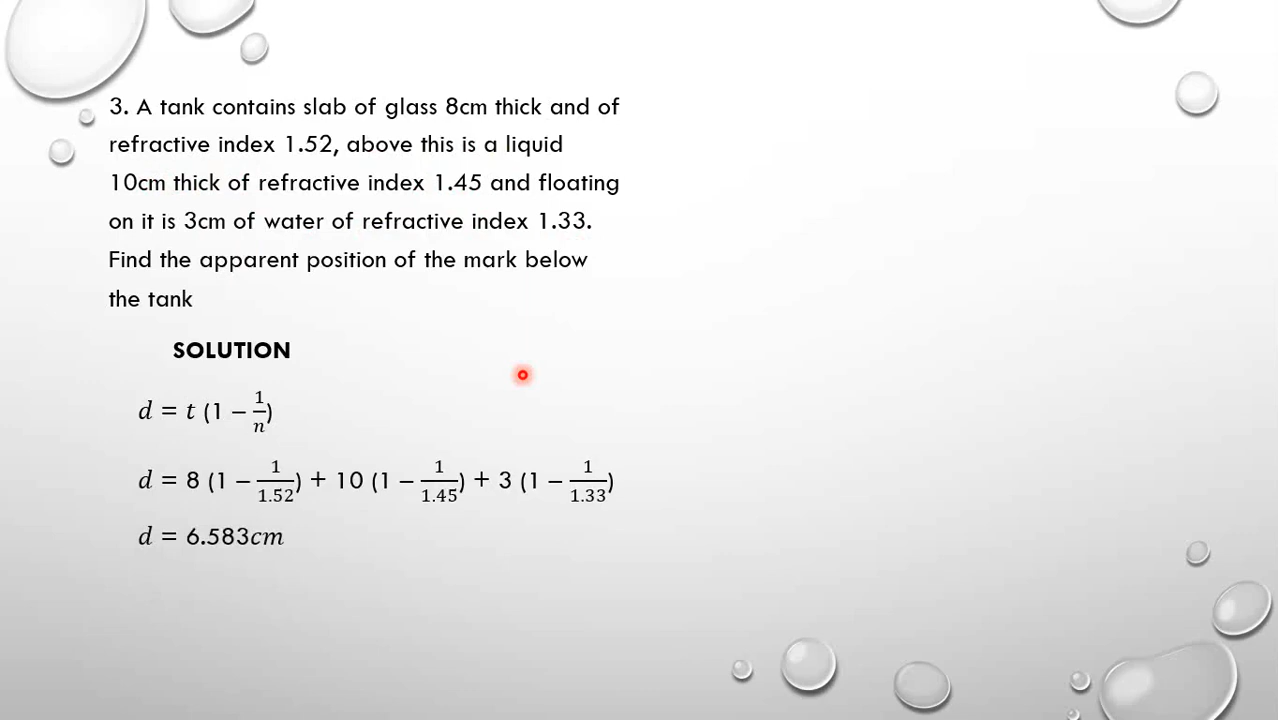 3. A tank contains slab of glass 8cm thick and of
refractive index 1.52, above this is a liquid
10cm thick of refractive index 1.45 and floating
on it is 3cm of water of refractive index 1.33.
Find the apparent position of the mark below
the tank
SOLUTION
d = t (1 − 1/n)
d = 8 (1 − 1/1.52) + 10 (1 − 1/1.45) + 3 (1 − 1/1.33)
d = 6.583cm